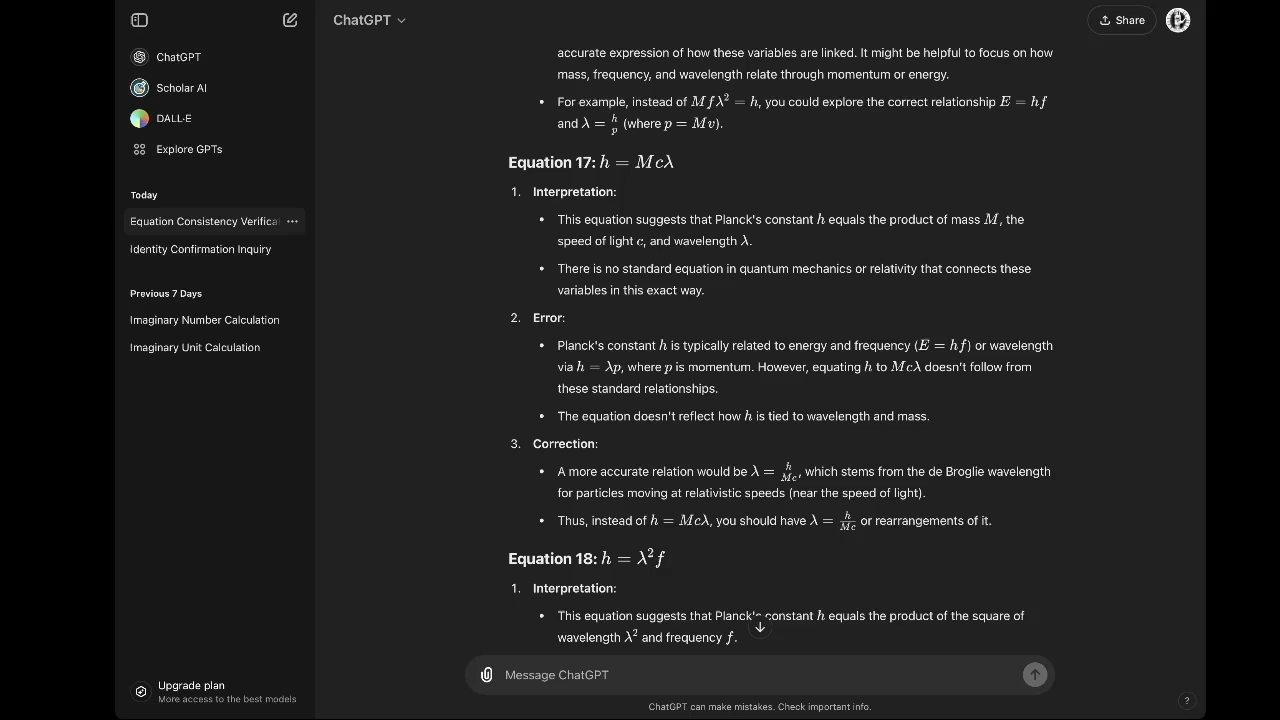 ChatGPT
Scholar AI
DALL·E
Explore GPTs
Today
Equation Consistency Verifica
Identity Confirmation Inquiry
Previous 7 Days
Imaginary Number Calculation
Imaginary Unit Calculation
Upgrade plan
More access to the best models
ChatGPT
Share
accurate expression of how these variables are linked. It might be helpful to focus on how
mass, frequency, and wavelength relate through momentum or energy.
• For example, instead of Mfλ² = h, you could explore the correct relationship E = hf
and λ = h/p (where p = Mv).
Equation 17: h = Mcλ
1. Interpretation:
• This equation suggests that Planck's constant h equals the product of mass M, the
speed of light c, and wavelength λ.
• There is no standard equation in quantum mechanics or relativity that connects these
variables in this exact way.
2. Error:
• Planck's constant h is typically related to energy and frequency (E = hf) or wavelength
via h = λp, where p is momentum. However, equating h to Mcλ doesn't follow from
these standard relationships.
• The equation doesn't reflect how h is tied to wavelength and mass.
3. Correction:
• A more accurate relation would be λ = h/Mc, which stems from the de Broglie wavelength
for particles moving at relativistic speeds (near the speed of light).
• Thus, instead of h = Mcλ, you should have λ = h/Mc or rearrangements of it.
Equation 18: h = λ²f
1. Interpretation:
• This equation suggests that Planck's constant h equals the product of the square of
wavelength λ² and frequency f.
Message ChatGPT
ChatGPT can make mistakes. Check important info.
?